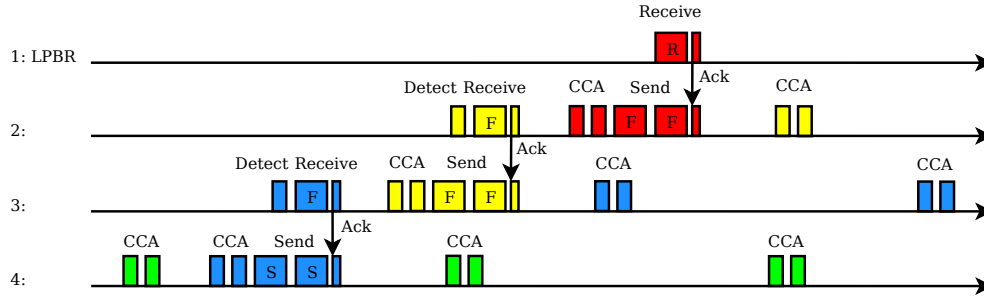 Receive
1: LPBR
R
Ack
Detect Receive
CCA
Send
CCA
2:
F
F
F
Ack
Detect Receive
CCA
Send
CCA
CCA
3:
F
F
F
Ack
CCA
CCA
Send
CCA
CCA
4:
S
S